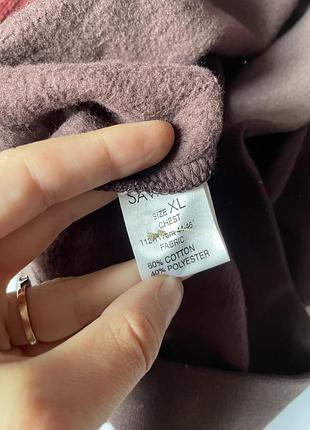 SIZE XL
CHEST
FABRIC
60% COTTON
40% POLYESTER